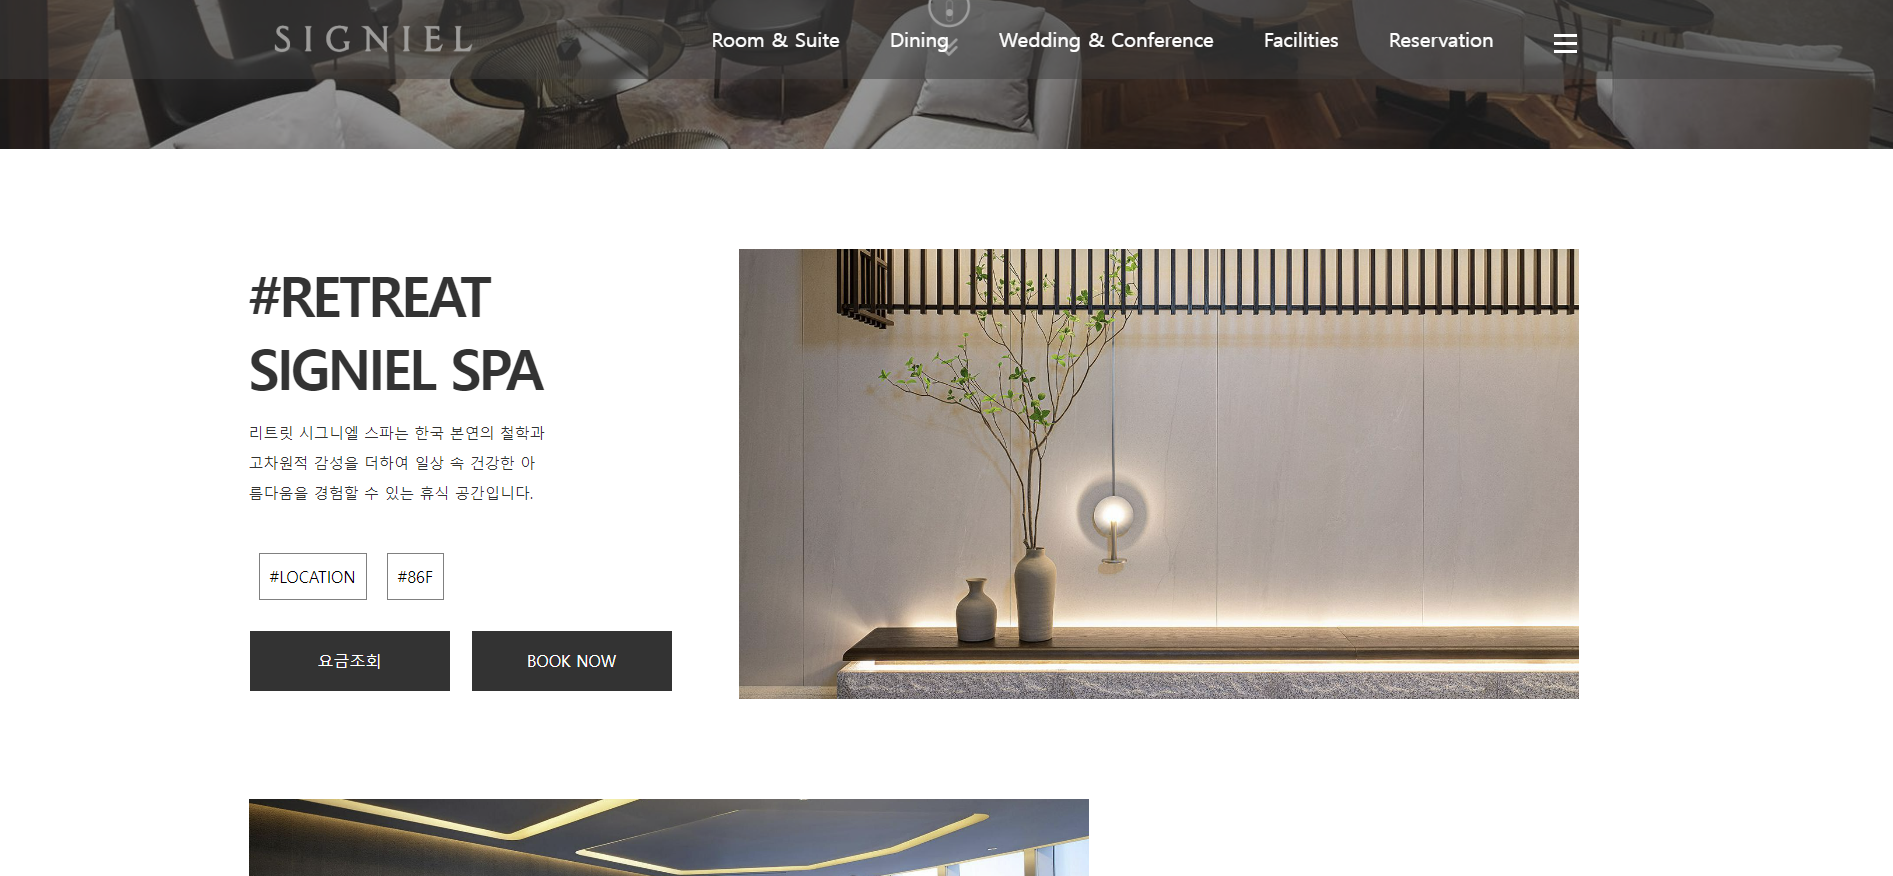 SIGNIEL
Room & Suite
Dining
Wedding & Conference
Facilities
Reservation
#RETREAT
SIGNIEL SPA
리트릿 시그니엘 스파는 한국 본연의 철학과
고차원적 감성을 더하여 일상 속 건강한 아
름다움을 경험할 수 있는 휴식 공간입니다.
#LOCATION
#86F
요금조회
BOOK NOW